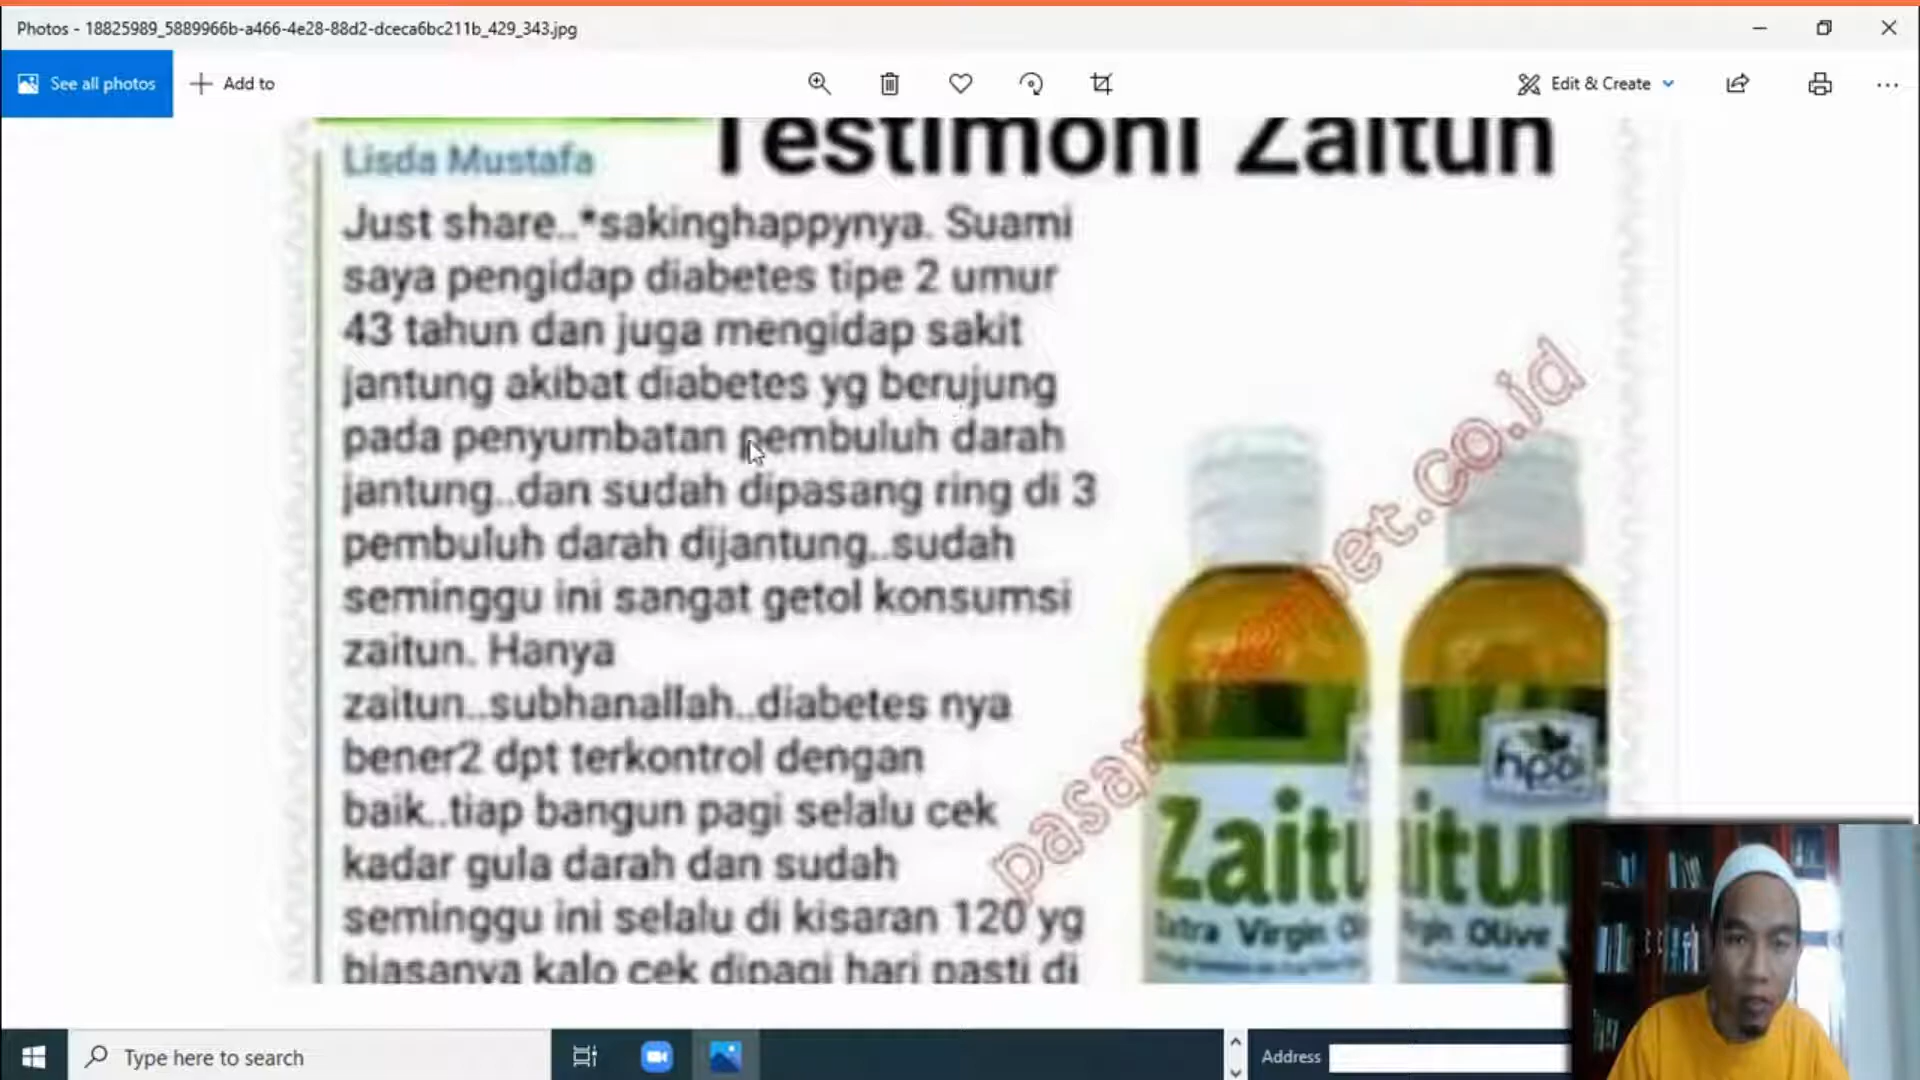 Photos - 18825989_5889966b-a466-4e28-88d2-dceca6bc211b_429_343.jpg
See all photos
Add to
Edit & Create
Testimoni Zaitun
Lisda Mustafa
Just share..*sakinghappynya. Suami
saya pengidap diabetes tipe 2 umur
43 tahun dan juga mengidap sakit
jantung akibat diabetes yg berujung
pada penyumbatan pembuluh darah
jantung..dan sudah dipasang ring di 3
pembuluh darah dijantung..sudah
seminggu ini sangat getol konsumsi
zaitun. Hanya
zaitun..subhanallah..diabetes nya
bener2 dpt terkontrol dengan
baik..tiap bangun pagi selalu cek
kadar gula darah dan sudah
seminggu ini selalu di kisaran 120 yg
biasanya kalo cek dipagi hari pasti di
hpai
Zaitu
itun
Extra Virgin Ol
Virgin Olive
Type here to search
Address